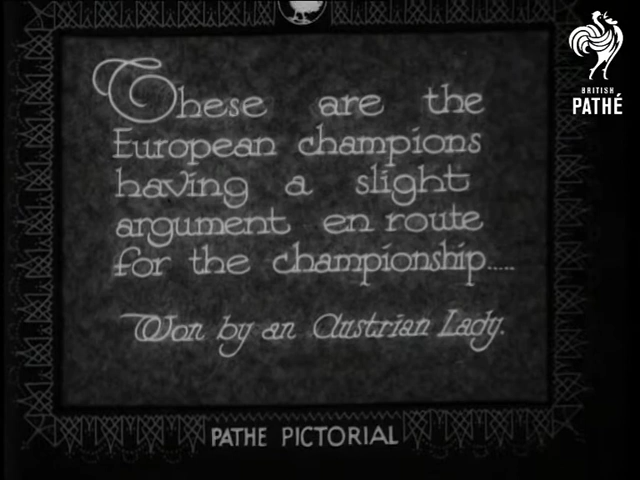 These are the
European champions
having a slight
argument en route
for the championship.....
Won by an Austrian Lady.
PATHE PICTORIAL
BRITISH
PATHÉ